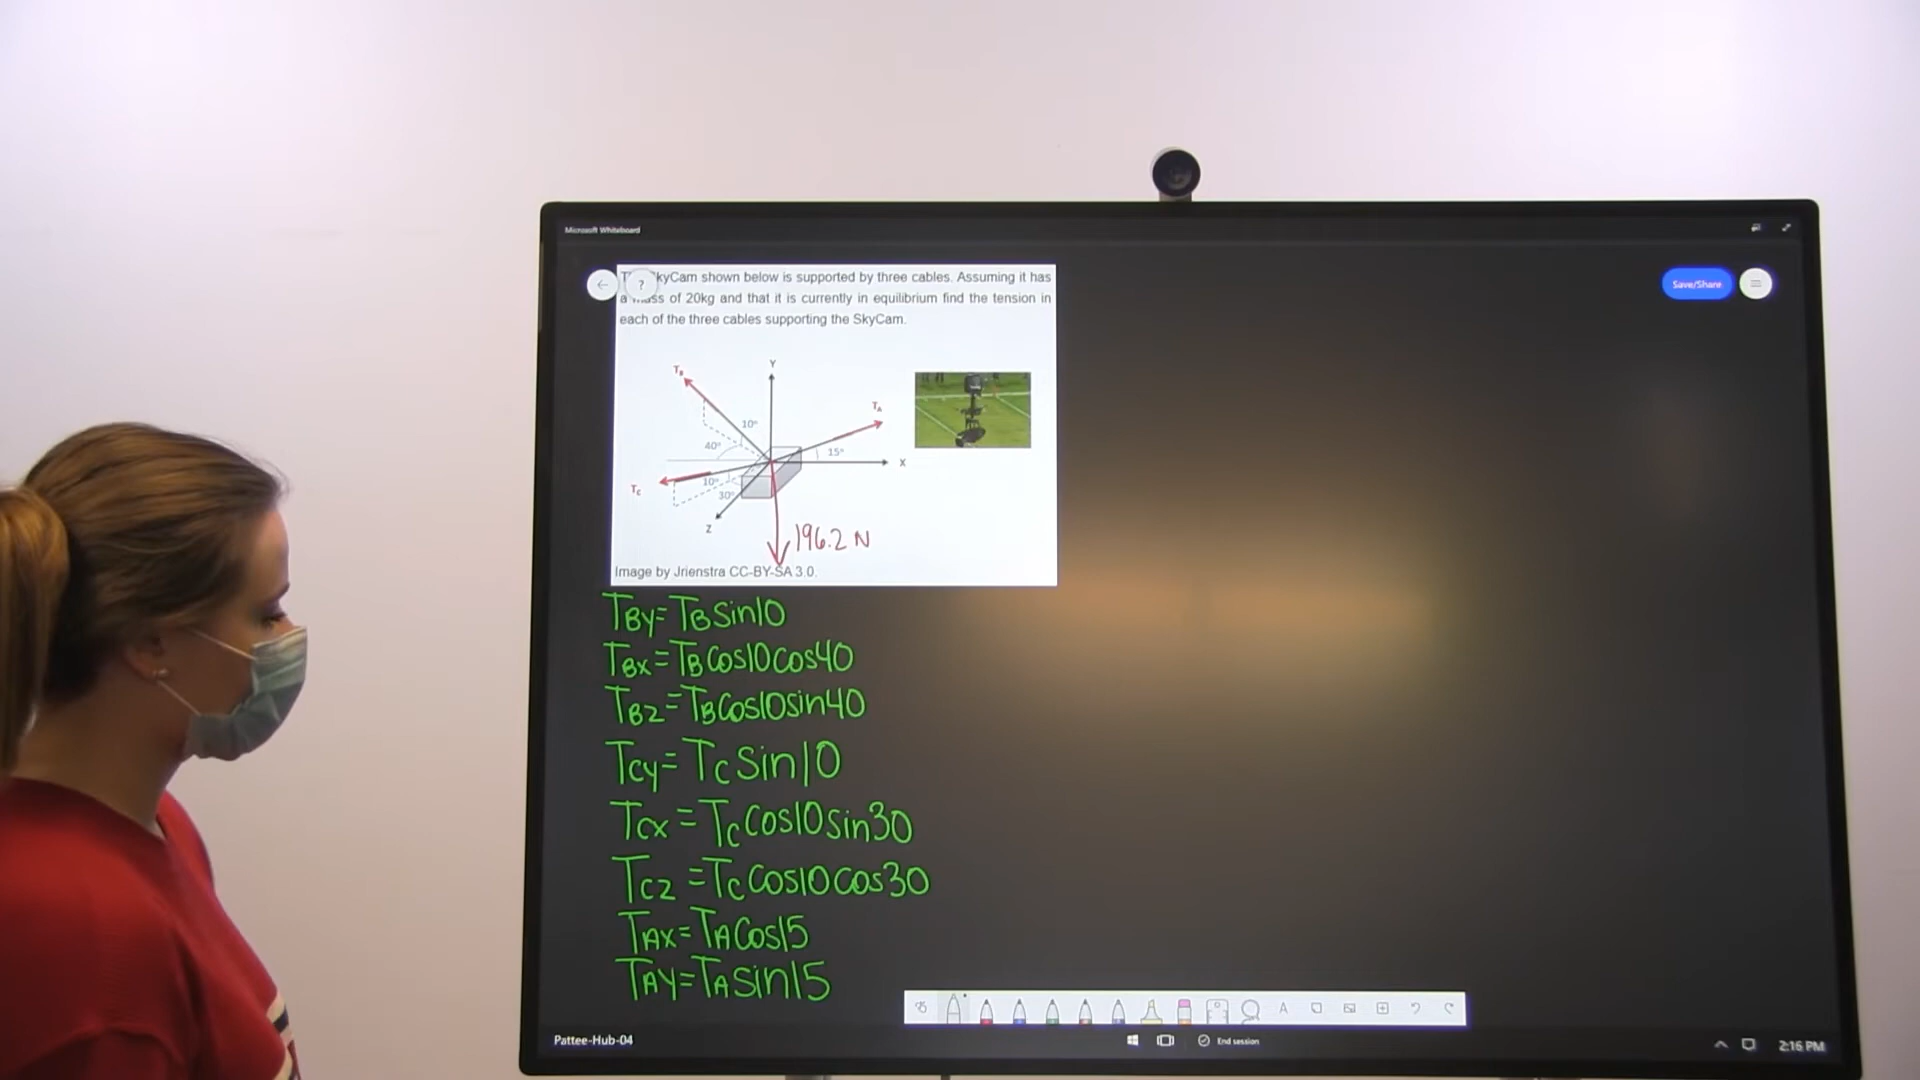 Microsoft Whiteboard
kyCam shown below is supported by three cables. Assuming it has
a mass of 20kg and that it is currently in equilibrium find the tension in
each of the three cables supporting the SkyCam.
?
Save/Share
Y
TB
TA
10°
40°
15°
X
TC
10°
30°
Z
196.2 N
Image by Jrienstra CC-BY-SA 3.0.
TBy=TBsin10
TBx=TBcos10cos40
TBz=TBcos10sin40
Tcy=Tcsin10
Tcx=Tccos10sin30
Tcz=Tccos10cos30
TAx=TAcos15
TAy=TAsin15
A
Pattee-Hub-04
End session
2:16 PM